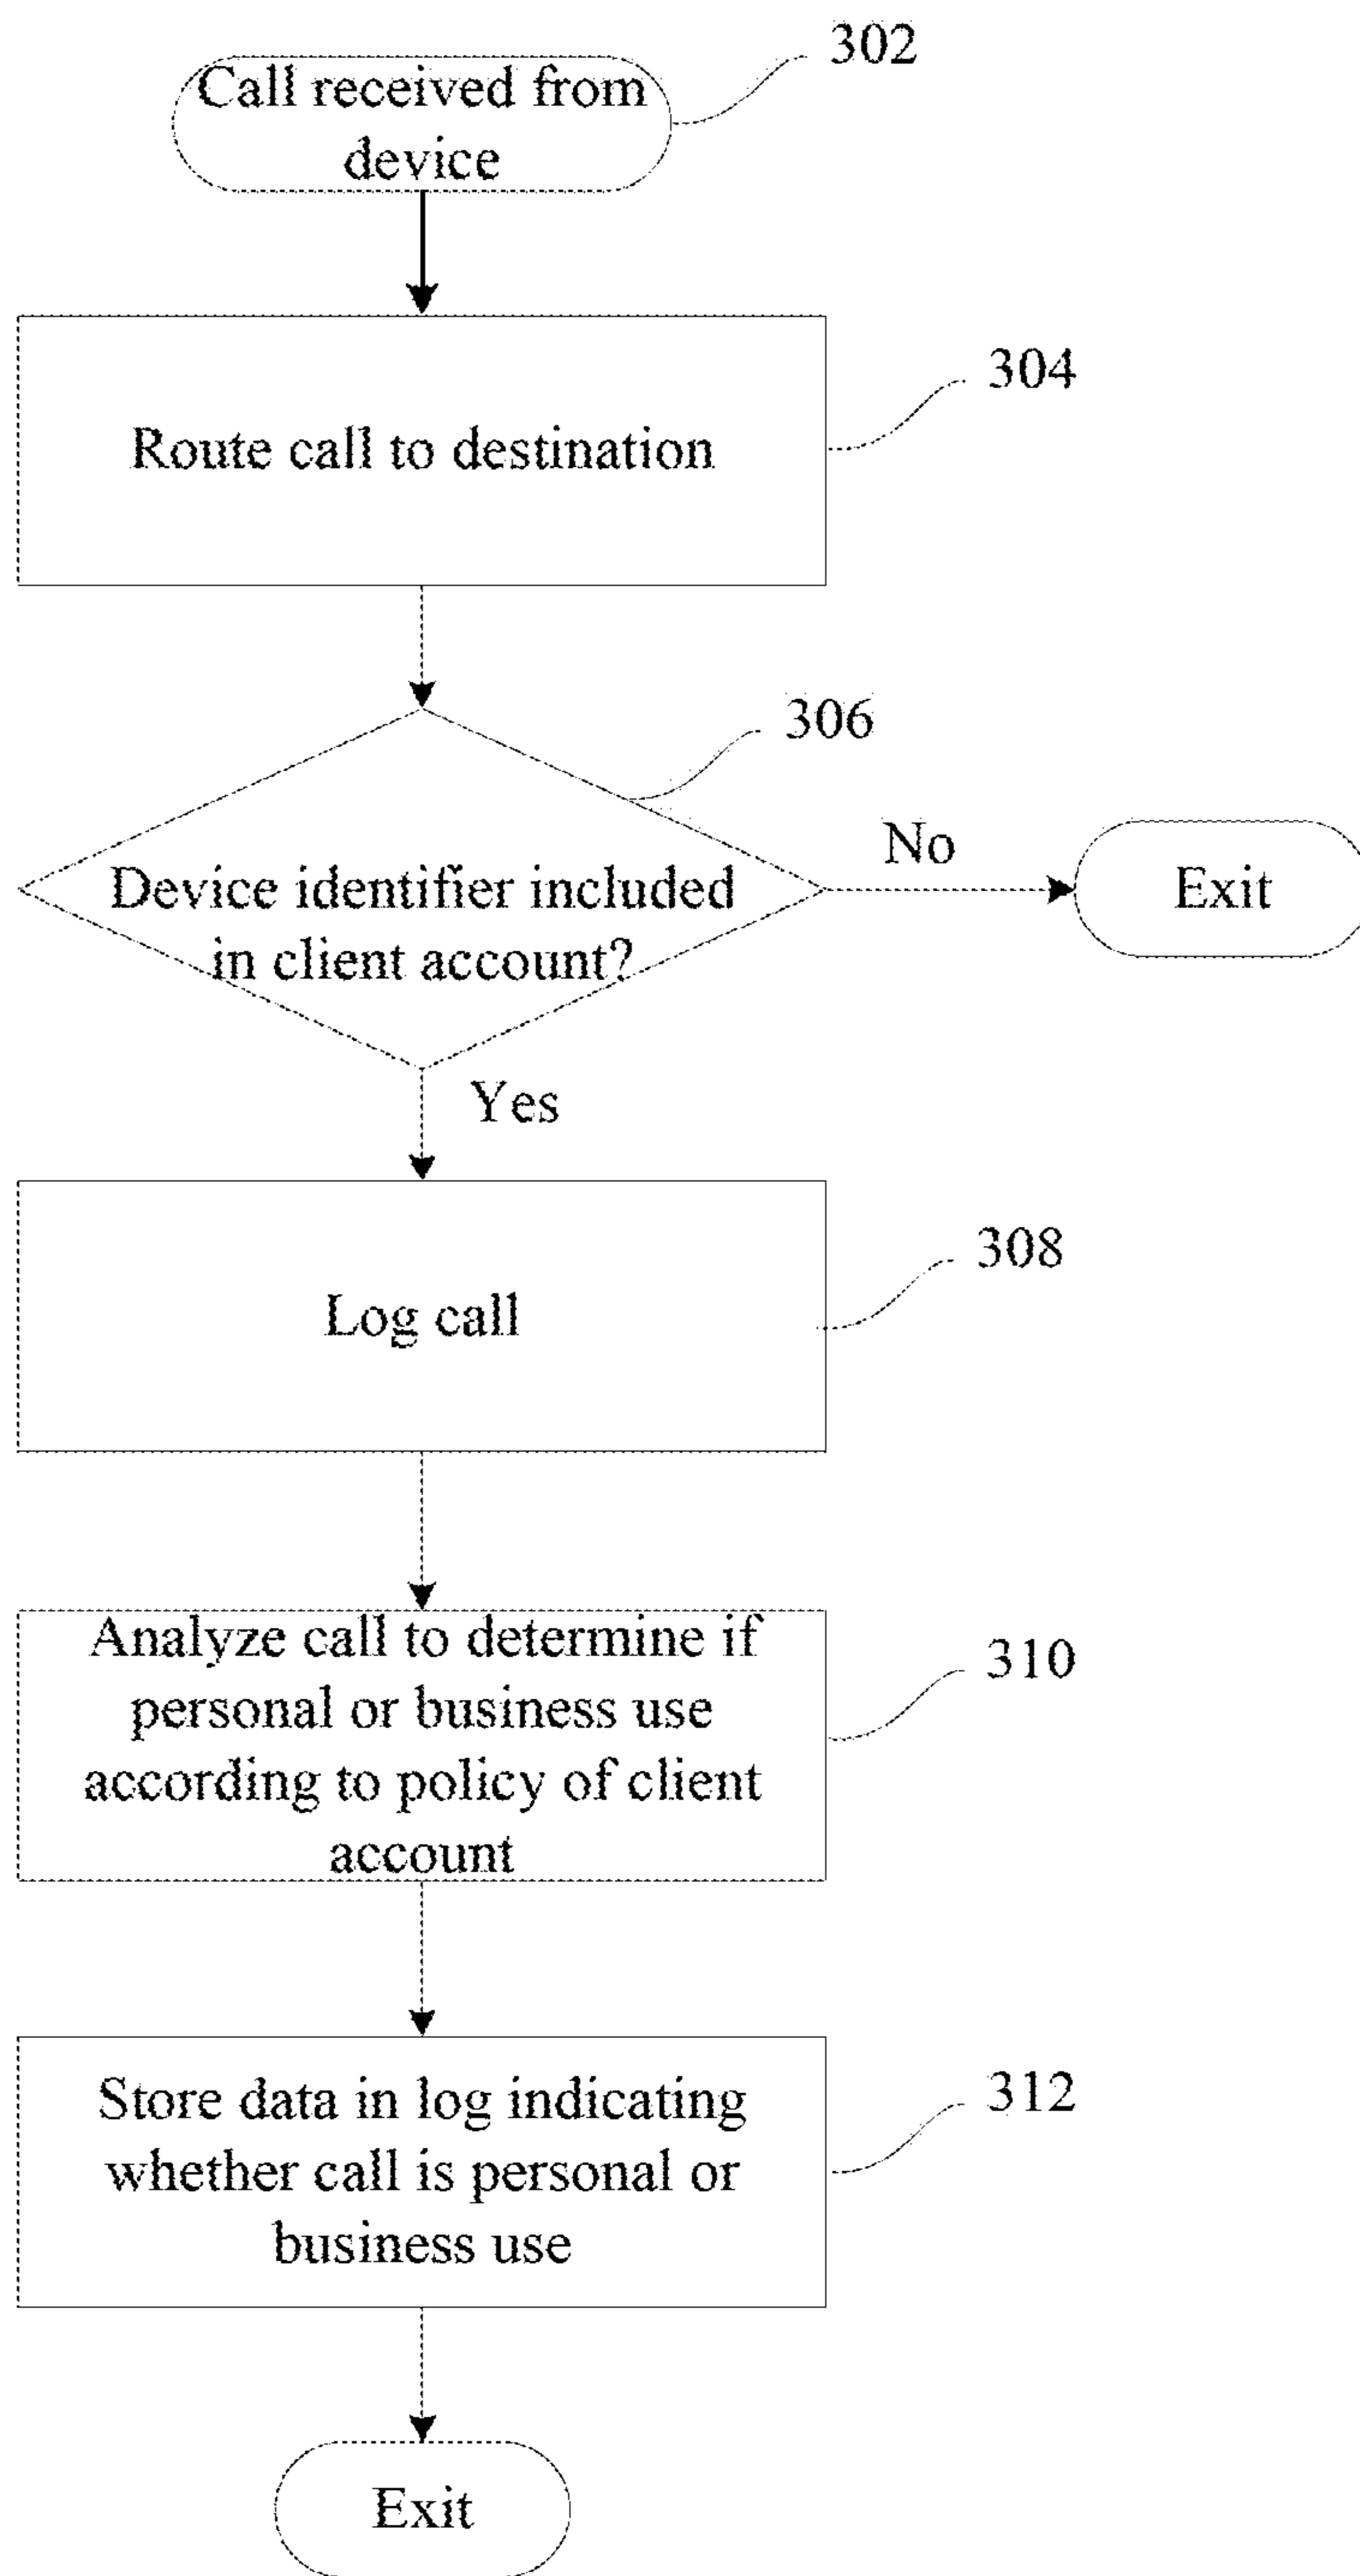 302
Call received from
device
304
Route call to destination
306
Device identifier included
in client account?
No
Exit
Yes
308
Log call
310
Analyze call to determine if
personal or business use
according to policy of client
account
312
Store data in log indicating
whether call is personal or
business use
Exit